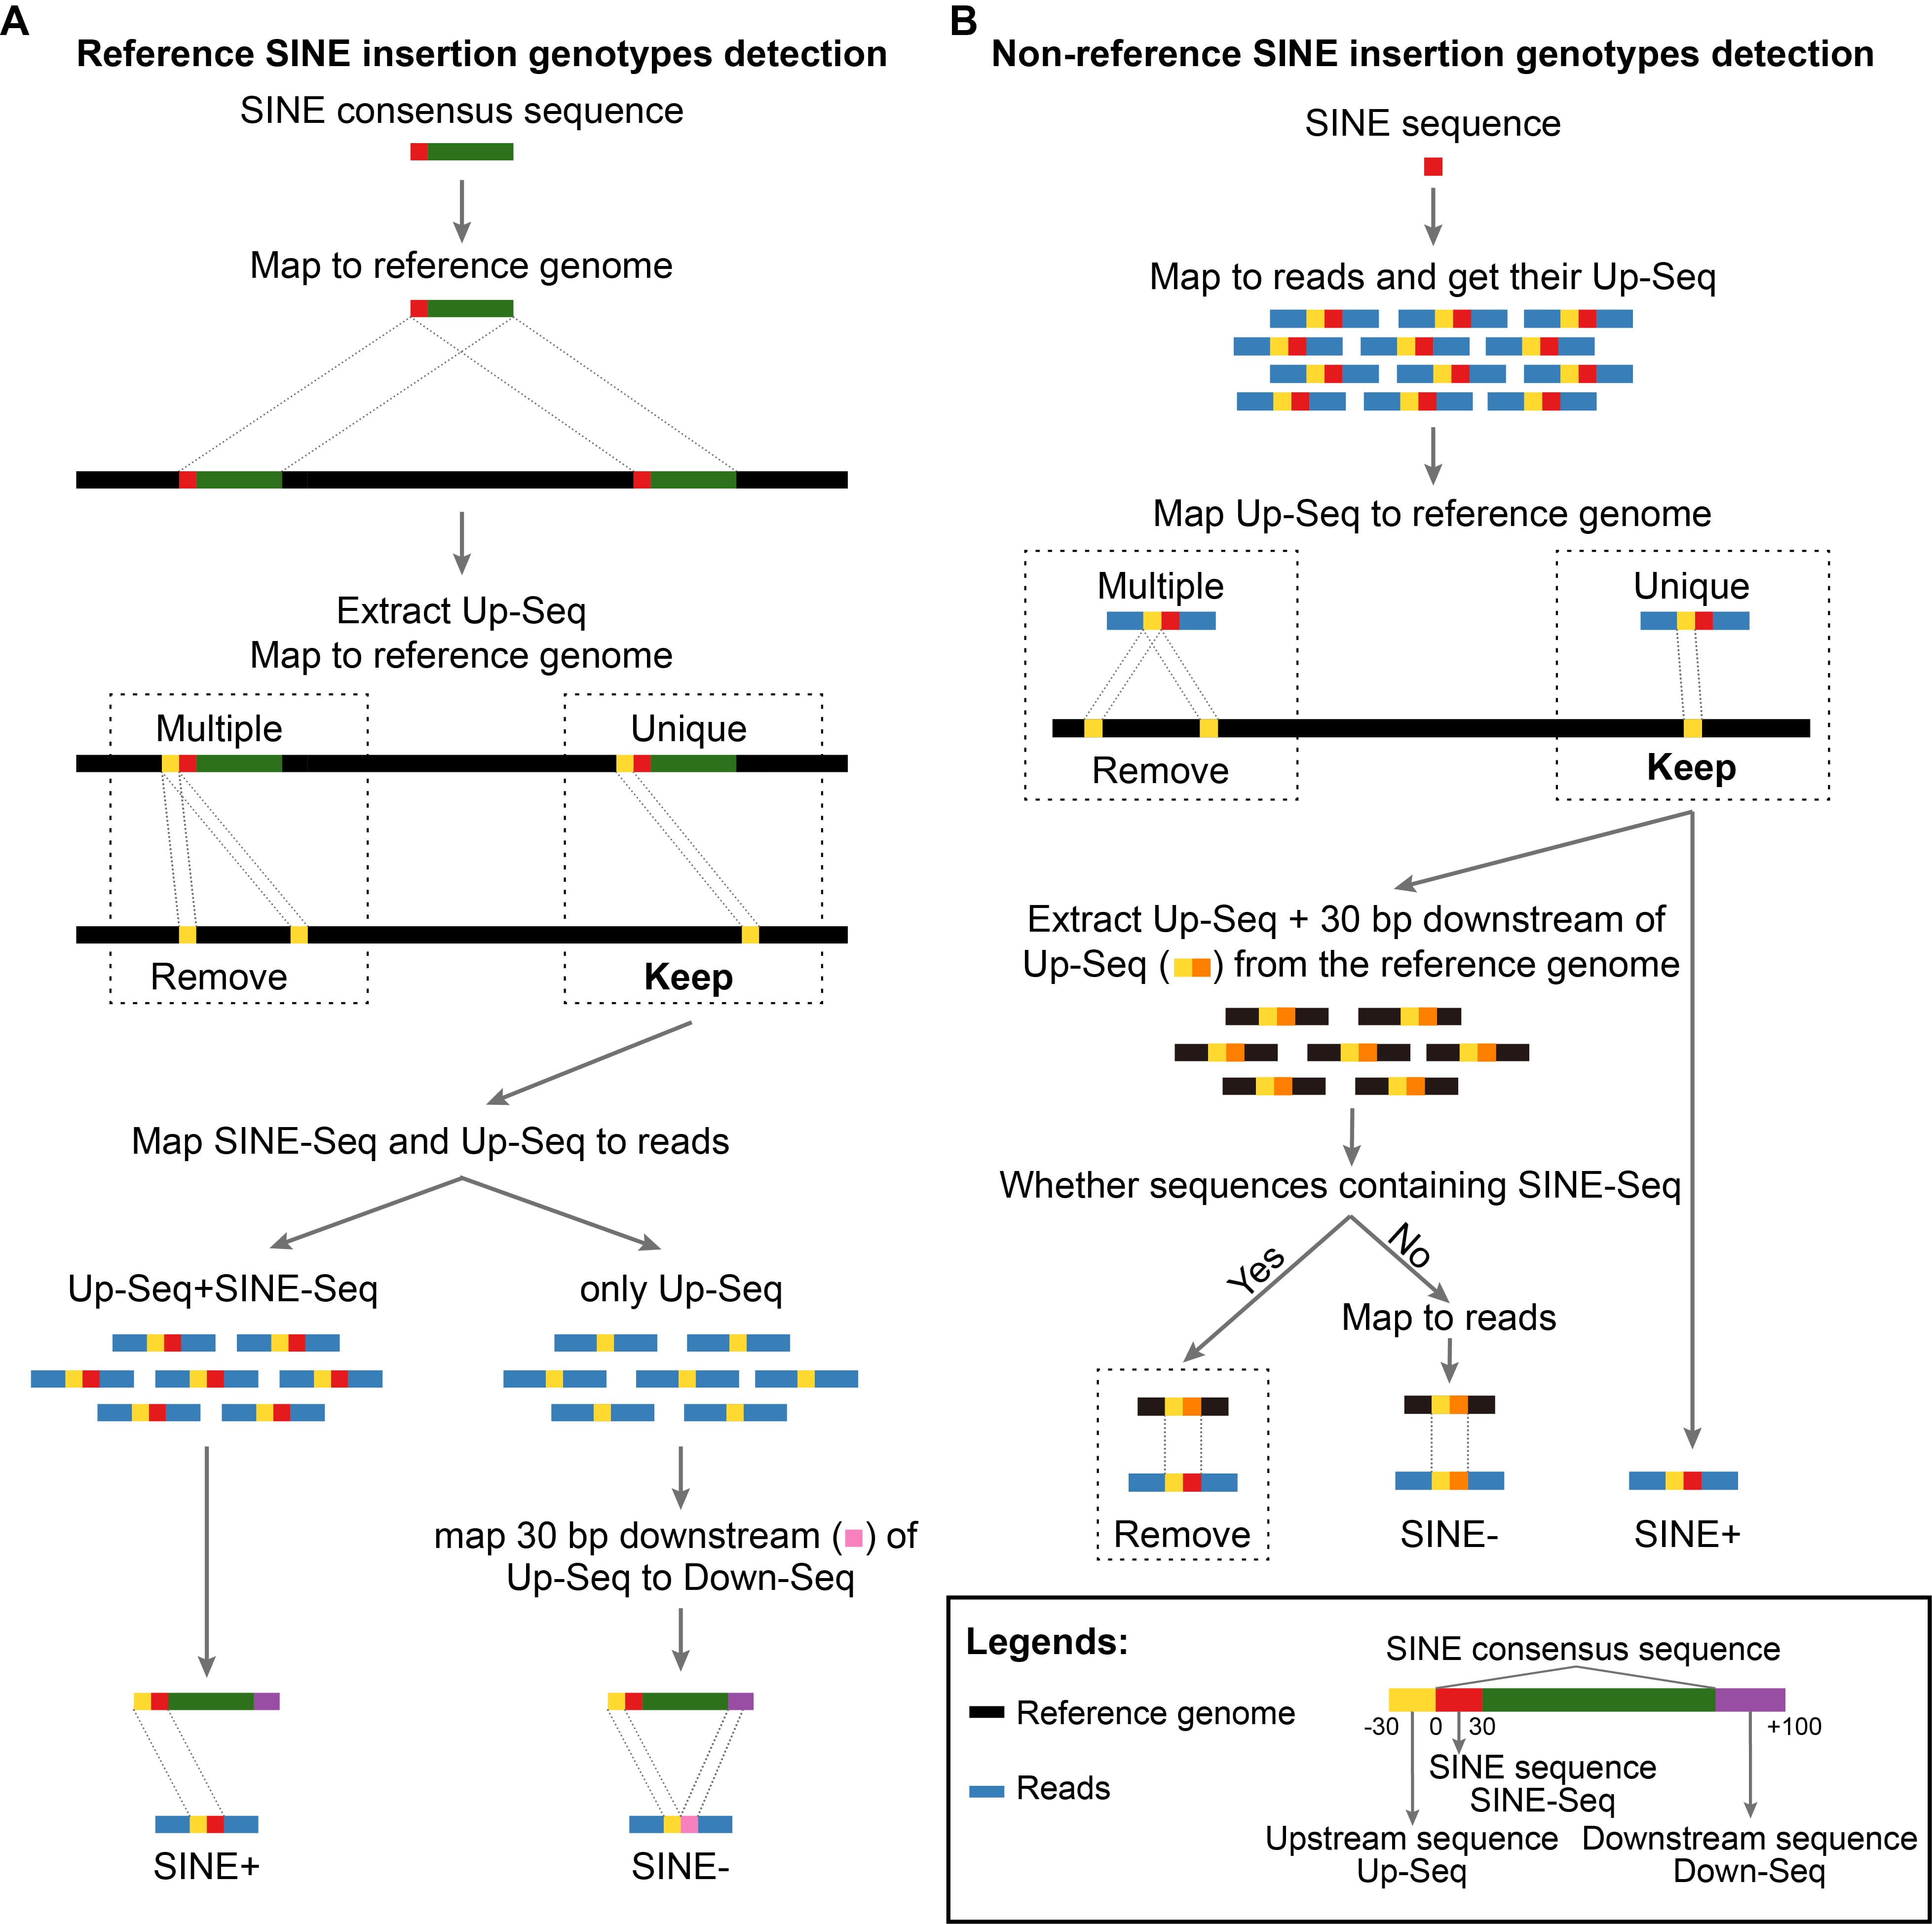 A
Reference SINE insertion genotypes detection
SINE consensus sequence
Map to reference genome
Extract Up-Seq
Map to reference genome
Multiple
Unique
Remove
Keep
Map SINE-Seq and Up-Seq to reads
Up-Seq+SINE-Seq
only Up-Seq
map 30 bp downstream ( ) of
Up-Seq to Down-Seq
SINE+
SINE-
B
Non-reference SINE insertion genotypes detection
SINE sequence
Map to reads and get their Up-Seq
Map Up-Seq to reference genome
Multiple
Unique
Remove
Keep
Extract Up-Seq + 30 bp downstream of
Up-Seq ( ) from the reference genome
Whether sequences containing SINE-Seq
Yes
No
Map to reads
Remove
SINE-
SINE+
Legends:
Reference genome
Reads
SINE consensus sequence
-30
0
30
+100
SINE sequence
SINE-Seq
Upstream sequence
Up-Seq
Downstream sequence
Down-Seq